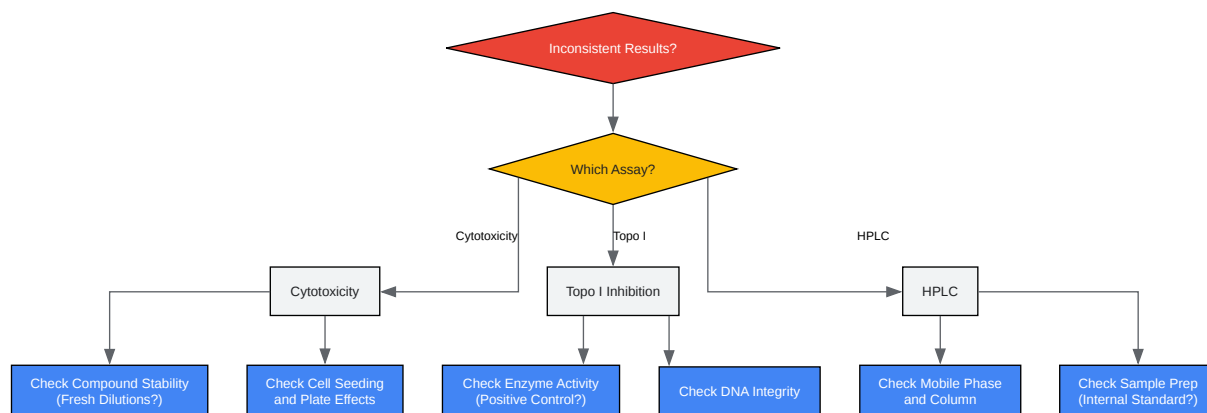 Inconsistent Results?
Which Assay?
Cytotoxicity
Topo I
HPLC
Cytotoxicity
Topo I Inhibition
HPLC
Check Compound Stability
(Fresh Dilutions?)
Check Cell Seeding
and Plate Effects
Check Enzyme Activity
(Positive Control?)
Check DNA Integrity
Check Mobile Phase
and Column
Check Sample Prep
(Internal Standard?)